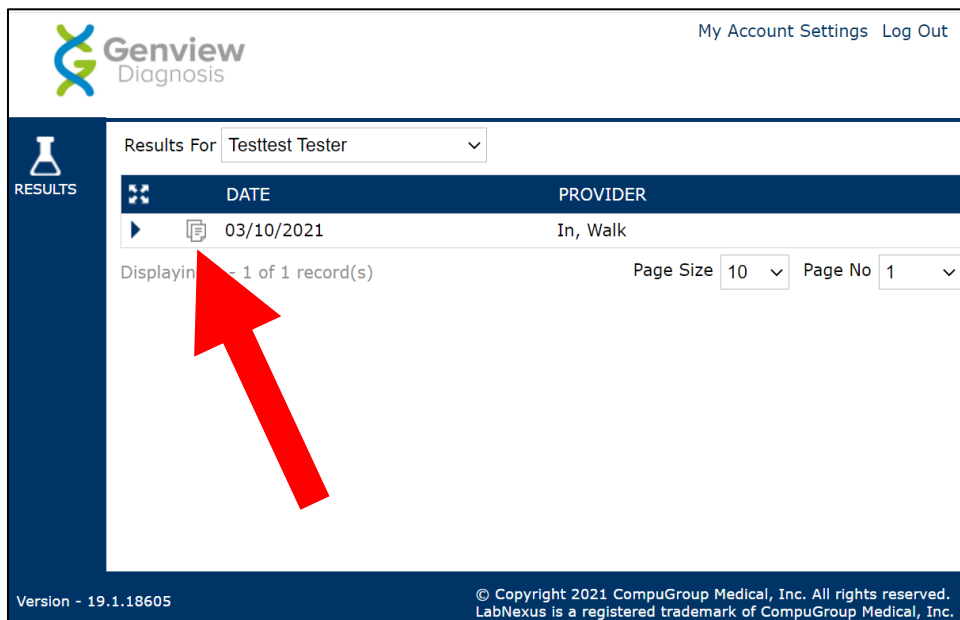 My Account Settings Log Out
Genview
Diagnosis
Results For Testtest Tester
RESULTS
DATE PROVIDER
03/10/2021 In, Walk
Displaying - 1 of 1 record(s) Page Size 10 Page No 1
Version - 19.1.18605
© Copyright 2021 CompuGroup Medical, Inc. All rights reserved.
LabNexus is a registered trademark of CompuGroup Medical, Inc.